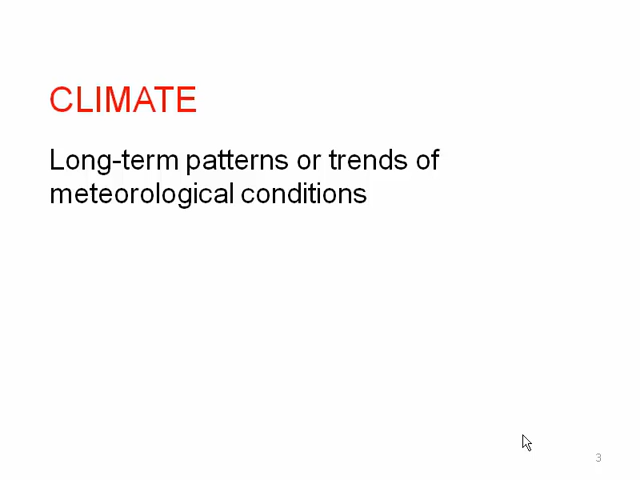 CLIMATE
Long-term patterns or trends of
meteorological conditions
3